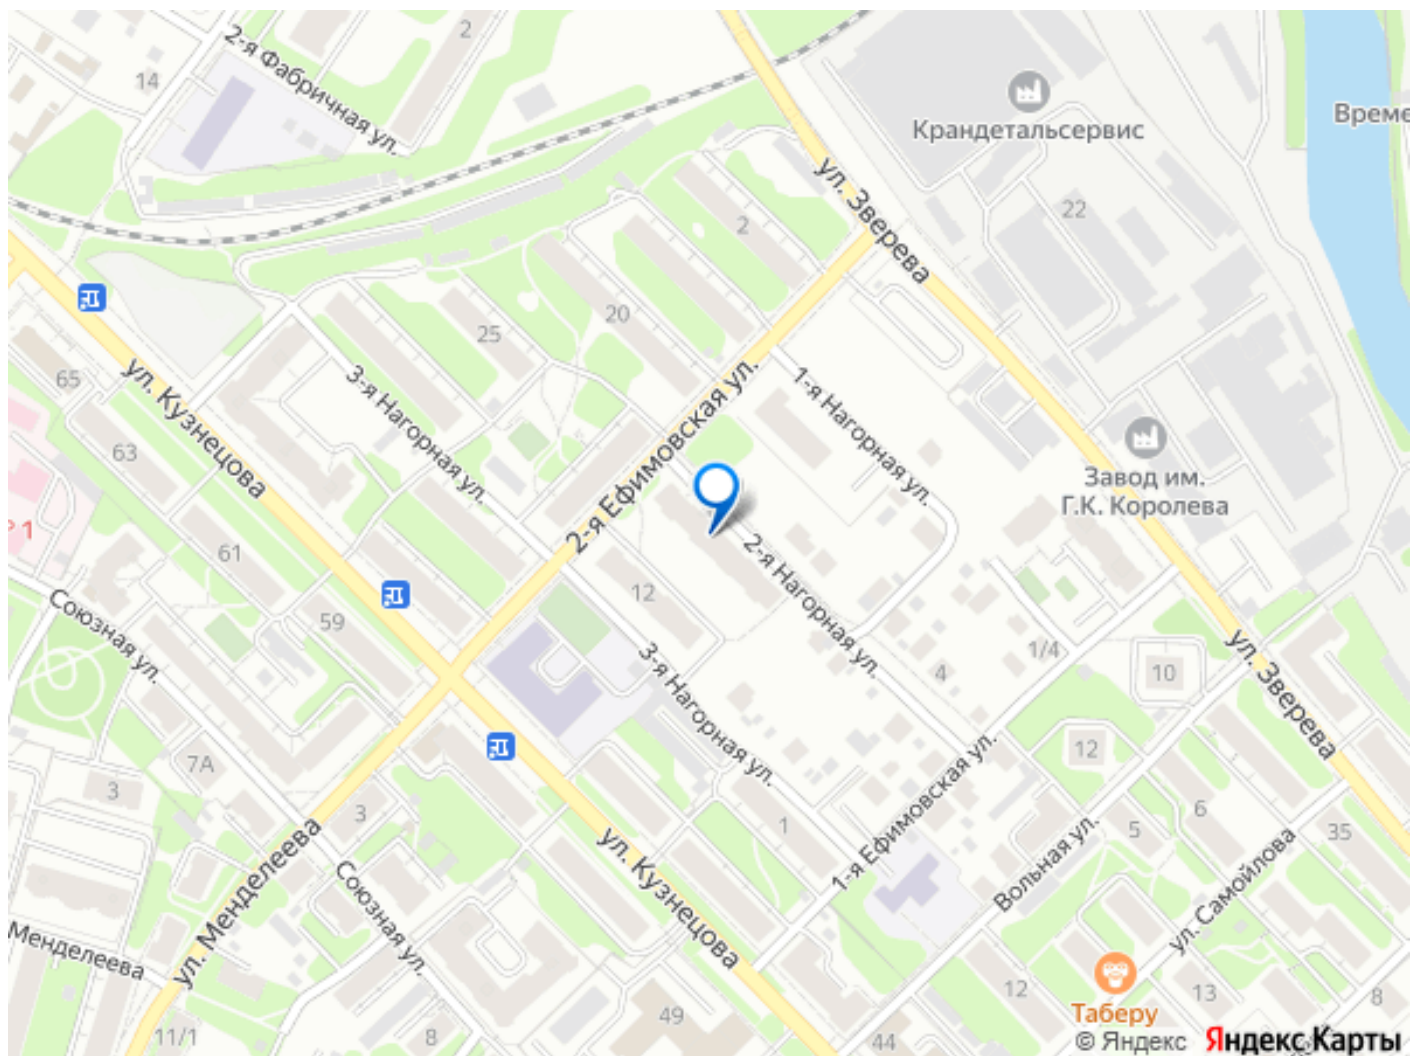 2
2-я Фабричная ул.
14
Крандетальсервис
Време
ул. Зверева
22
2
20
25
65
ул. Кузнецова
3-я Нагорная ул.
2-я Ефимовская ул.
1-я Нагорная ул.
63
Завод им.
Г.К. Королева
1
61
2-я Нагорная ул.
12
59
Союзная ул.
3-я Нагорная ул.
4
1/4
10
ул. Зверева
12
7А
3
3
1
6
5
35
ул. Менделеева
ул. Кузнецова
1-я Ефимовская ул.
Вольная ул.
ул. Самойлова
Союзная ул.
Менделеева
12
13
8
Таберу
49
11/1
8
44
© Яндекс Яндекс Карты